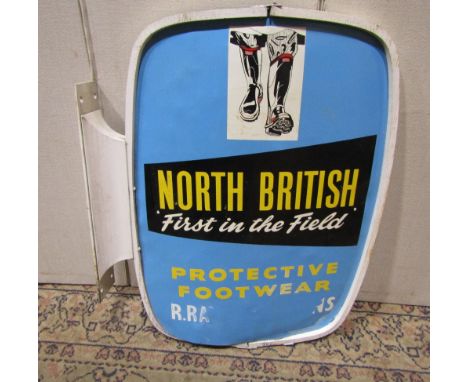 NORTH BRITISH
First in the Field
PROTECTIVE
FOOTWEAR